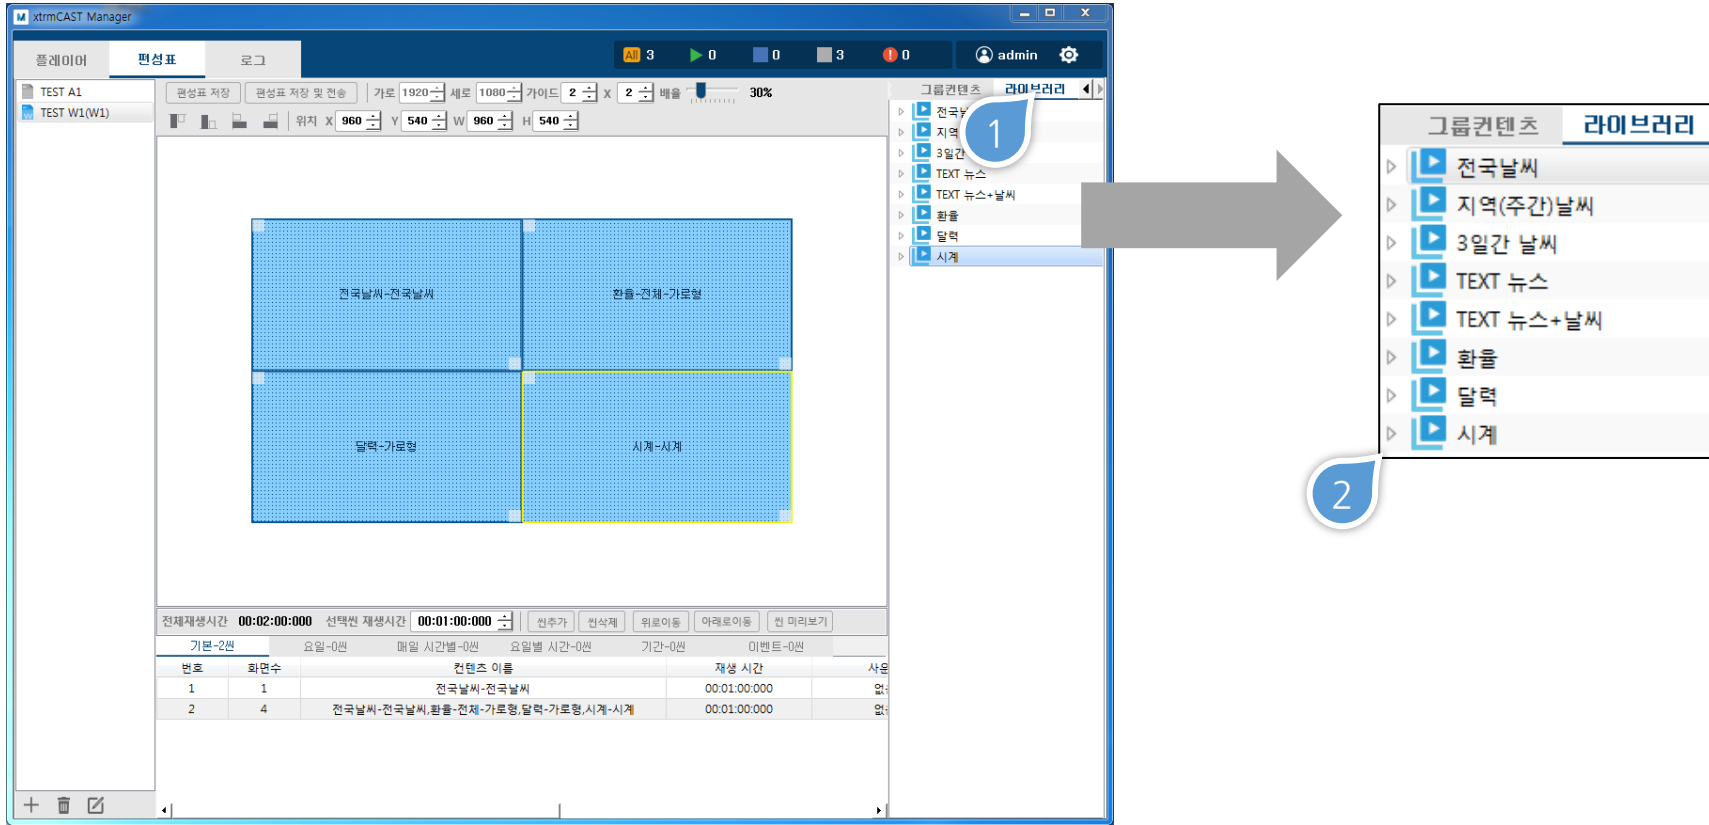 xtrmCAST Manager
플레이어 편성표 로그
All 3 0 0 3 0 admin
TEST A1
TEST W1(W1)
편성표 저장 편성표 저장 및 전송 가로 1920 세로 1080 가이드 2 X 2 배율 30%
위치 X 960 Y 540 W 960 H 540
그룹컨텐츠 라이브러리
지역
3일간
TEXT 뉴스
TEXT 뉴스+날씨
환율
달력
시계
1
전국날씨-전국날씨 환율-전체-가로형
달력-가로형 시계-시계
전체재생시간 00:02:00:000 선택씬 재생시간 00:01:00:000 씬추가 씬삭제 위로이동 아래로이동 씬 미리보기
기본-2씬 요일-0씬 매일 시간별-0씬 요일별 시간-0씬 기간-0씬 이벤트-0씬
번호 화면수 컨텐츠 이름 재생 시간
1 1 전국날씨-전국날씨 00:01:00:000
2 4 전국날씨-전국날씨,환율-전체-가로형,달력-가로형,시계-시계 00:01:00:000
그룹컨텐츠 라이브러리
전국날씨
지역(주간)날씨
3일간 날씨
TEXT 뉴스
TEXT 뉴스+날씨
환율
달력
시계
2